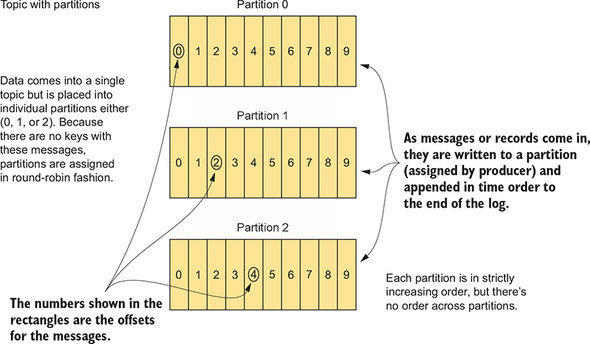 Topic with partitions
Partition 0
0 1 2 3 4 5 6 7 8 9
Data comes into a single
topic but is placed into
individual partitions either
(0, 1, or 2). Because
there are no keys with
these messages,
partitions are assigned
in round-robin fashion.
Partition 1
0 1 2 3 4 5 6 7 8 9
As messages or records come in,
they are written to a partition
(assigned by producer) and
appended in time order to
the end of the log.
Partition 2
0 1 2 3 4 5 6 7 8 9
The numbers shown in the
rectangles are the offsets
for the messages.
Each partition is in strictly
increasing order, but there’s
no order across partitions.